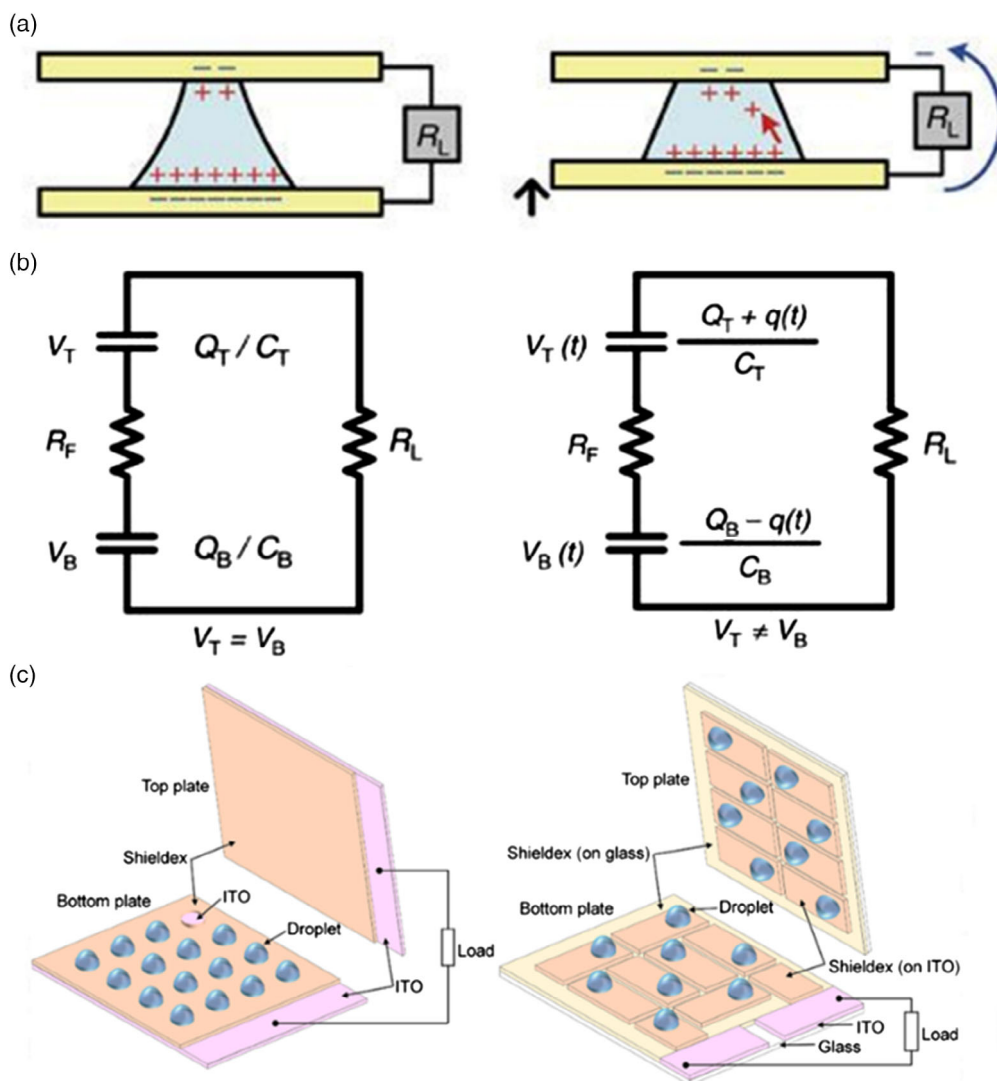 (a)
− −
+ +
+ + + + + + +
− − − − − − −
R_L
− −
+ +
+
+ + + + + +
− − − − − −
−
R_L
(b)
V_T
Q_T / C_T
R_F
R_L
V_B
Q_B / C_B
V_T = V_B
V_T (t)
Q_T + q(t)
C_T
R_F
R_L
V_B (t)
Q_B − q(t)
C_B
V_T ≠ V_B
(c)
Top plate
Shieldex
ITO
Bottom plate
Droplet
Load
ITO
Top plate
Shieldex (on glass)
Bottom plate
Droplet
Shieldex (on ITO)
ITO
Load
Glass